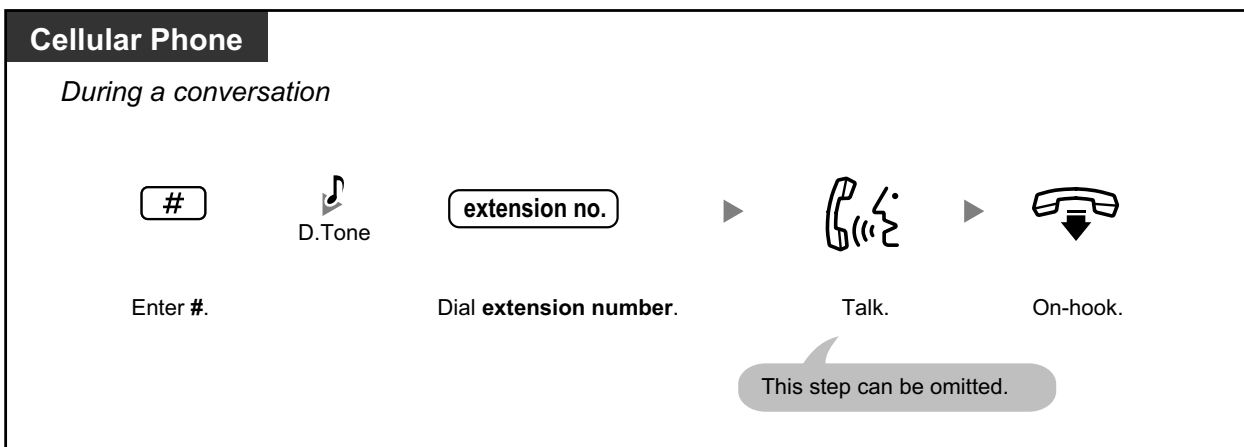 Cellular Phone
During a conversation
#
D.Tone
extension no.
Enter #.
Dial extension number.
Talk.
On-hook.
This step can be omitted.